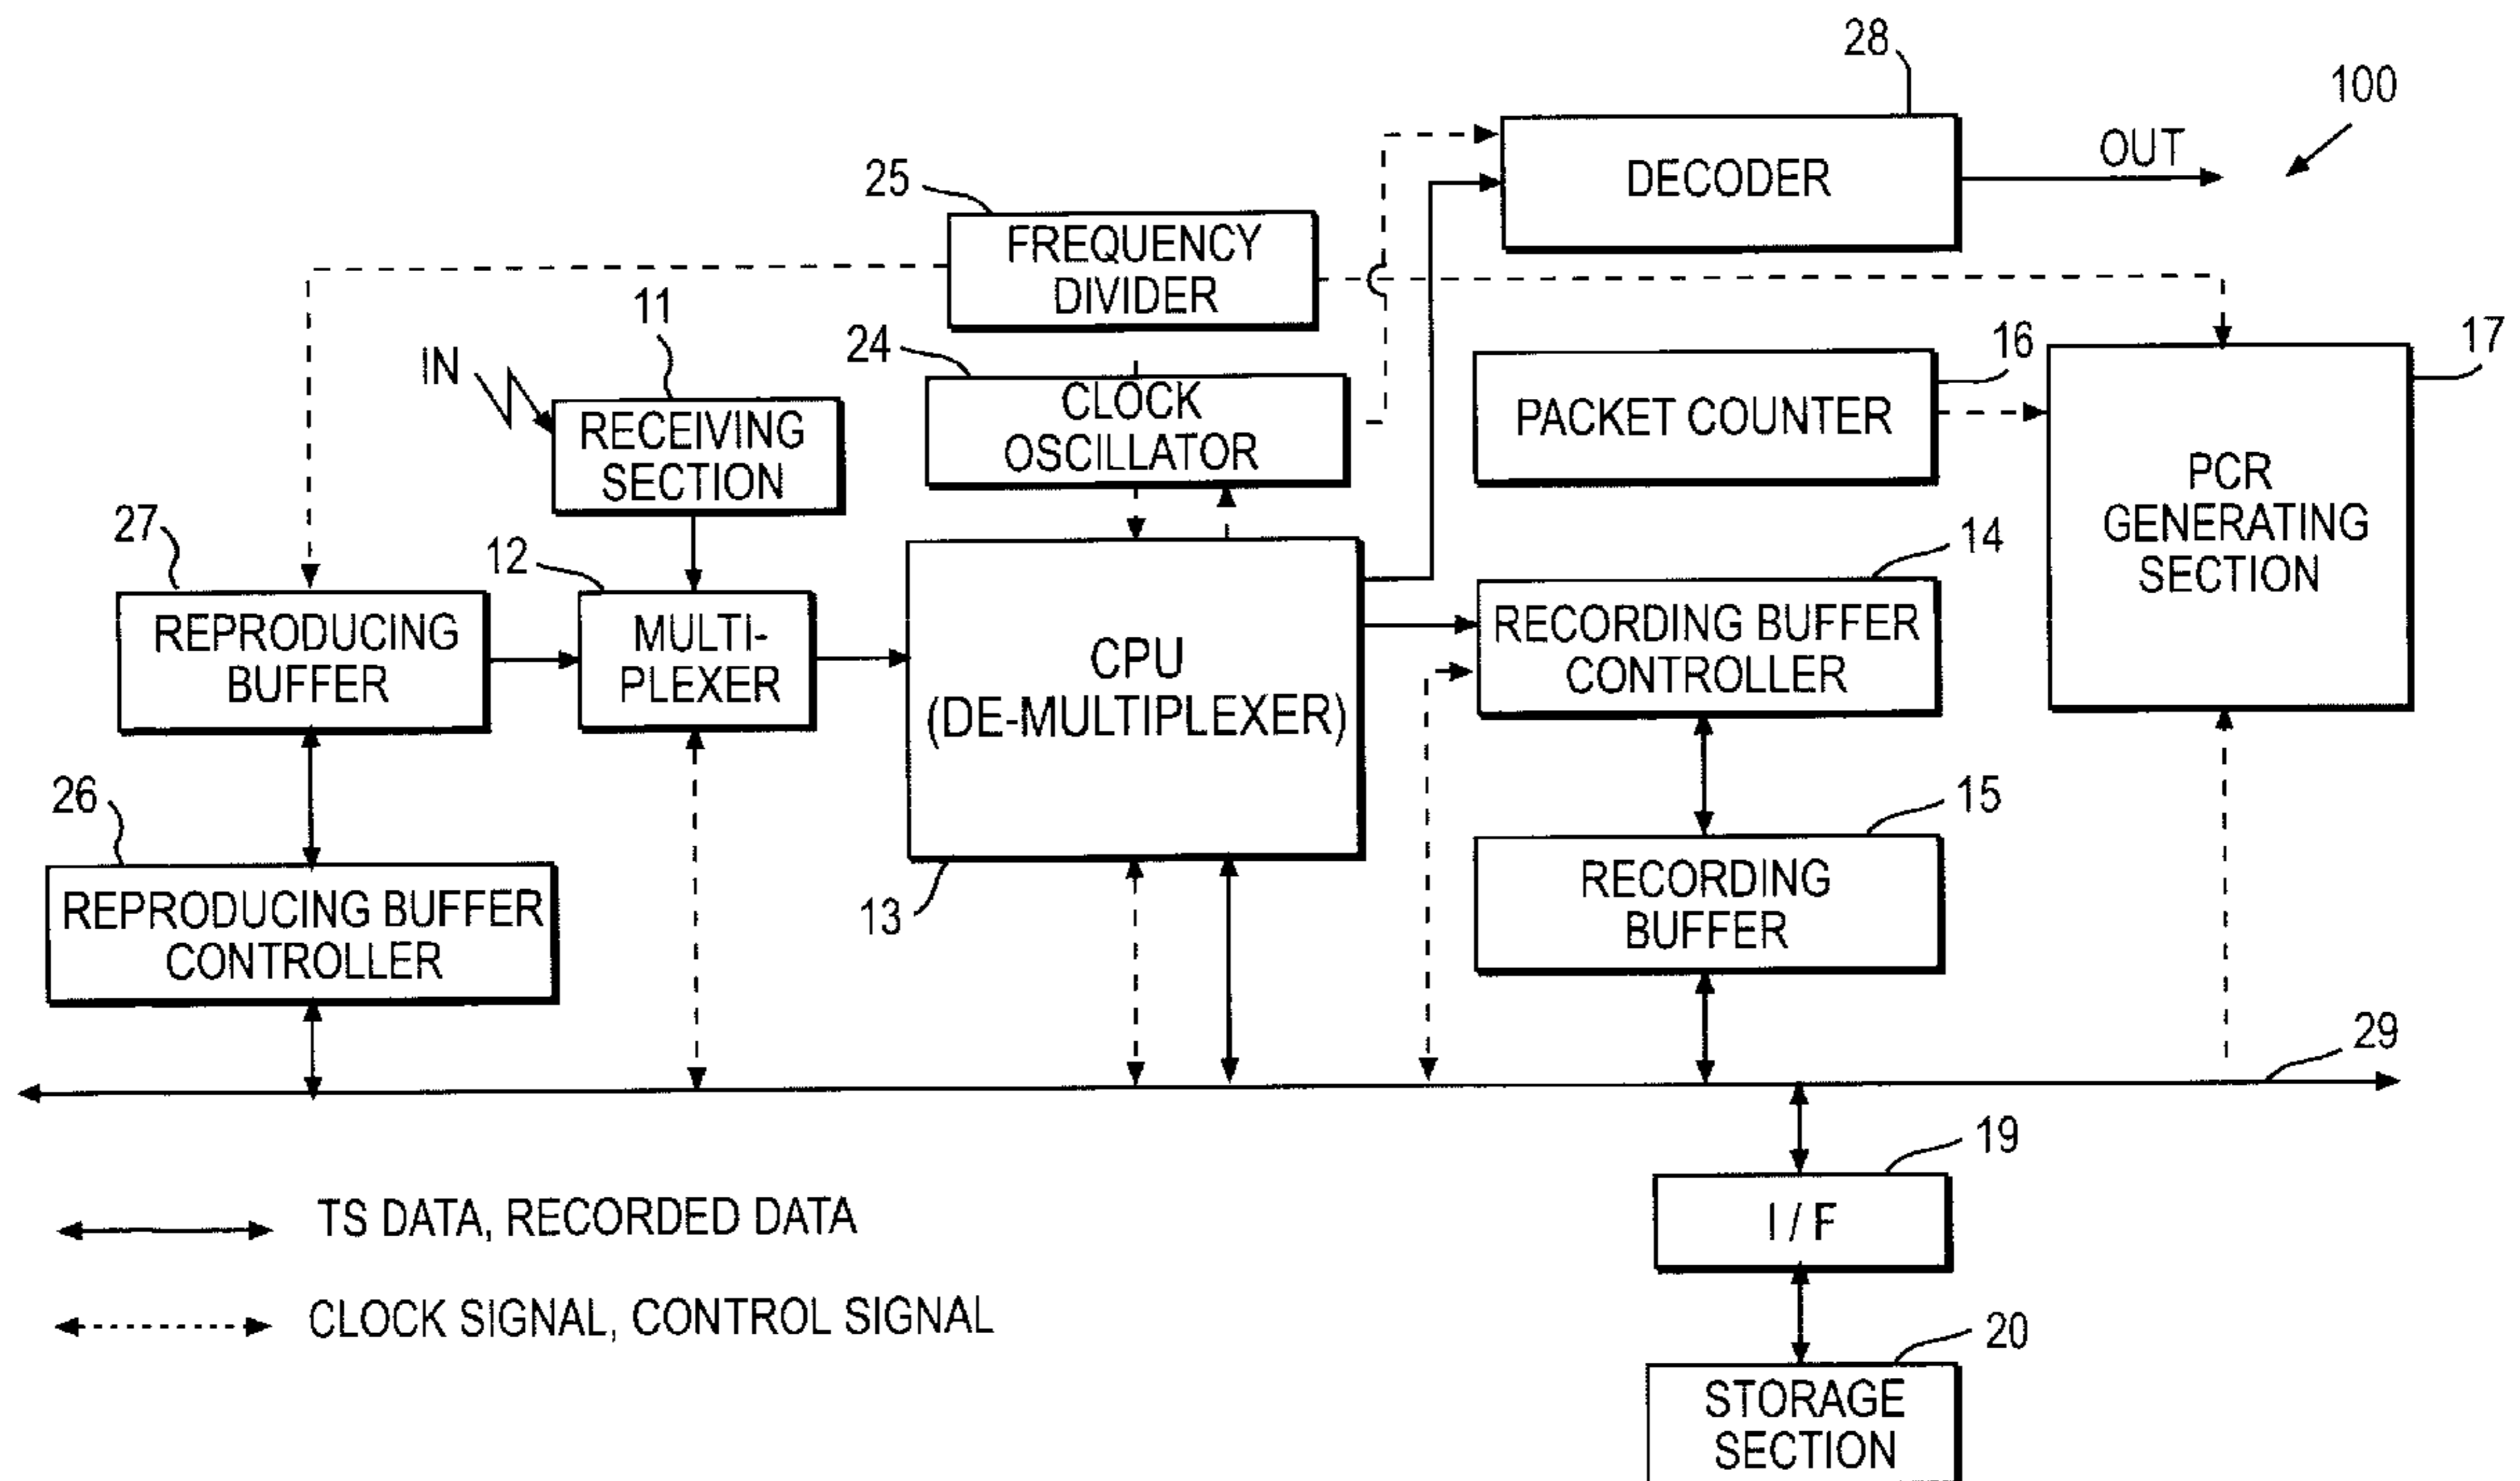 28
100
25
DECODER
OUT
FREQUENCY
DIVIDER
11
IN
24
16
17
RECEIVING
SECTION
CLOCK
OSCILLATOR
PACKET COUNTER
PCR
GENERATING
SECTION
27
12
14
REPRODUCING
BUFFER
MULTI-
PLEXER
CPU
(DE-MULTIPLEXER)
RECORDING BUFFER
CONTROLLER
26
15
REPRODUCING BUFFER
CONTROLLER
13
RECORDING
BUFFER
29
19
TS DATA, RECORDED DATA
I / F
CLOCK SIGNAL, CONTROL SIGNAL
20
STORAGE
SECTION